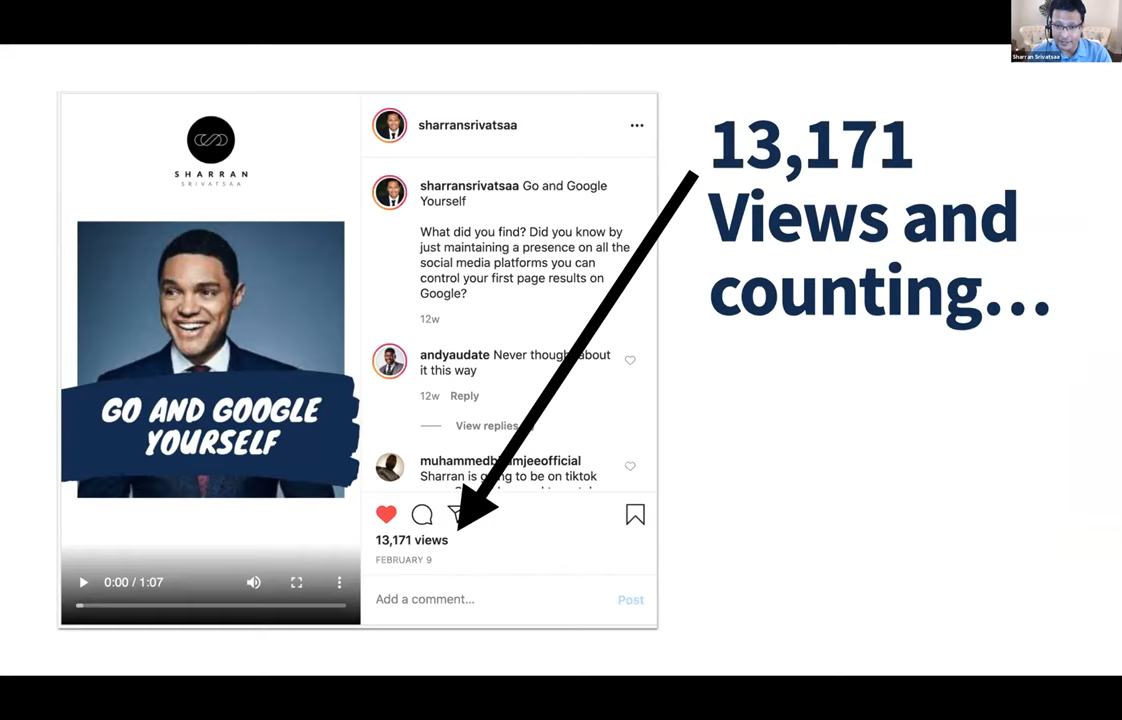 Sharran Srivatsaa
SHARRAN
SRIVATSAA
GO AND GOOGLE
YOURSELF
0:00 / 1:07
sharransrivatsaa
sharransrivatsaa Go and Google
Yourself
What did you find? Did you know by
just maintaining a presence on all the
social media platforms you can
control your first page results on
Google?
12w
andyaudate Never though about
it this way
12w Reply
View replies
Sharran is to be on tiktok
13,171 views
FEBRUARY 9
Add a comment... Post
13,171
Views and
counting...